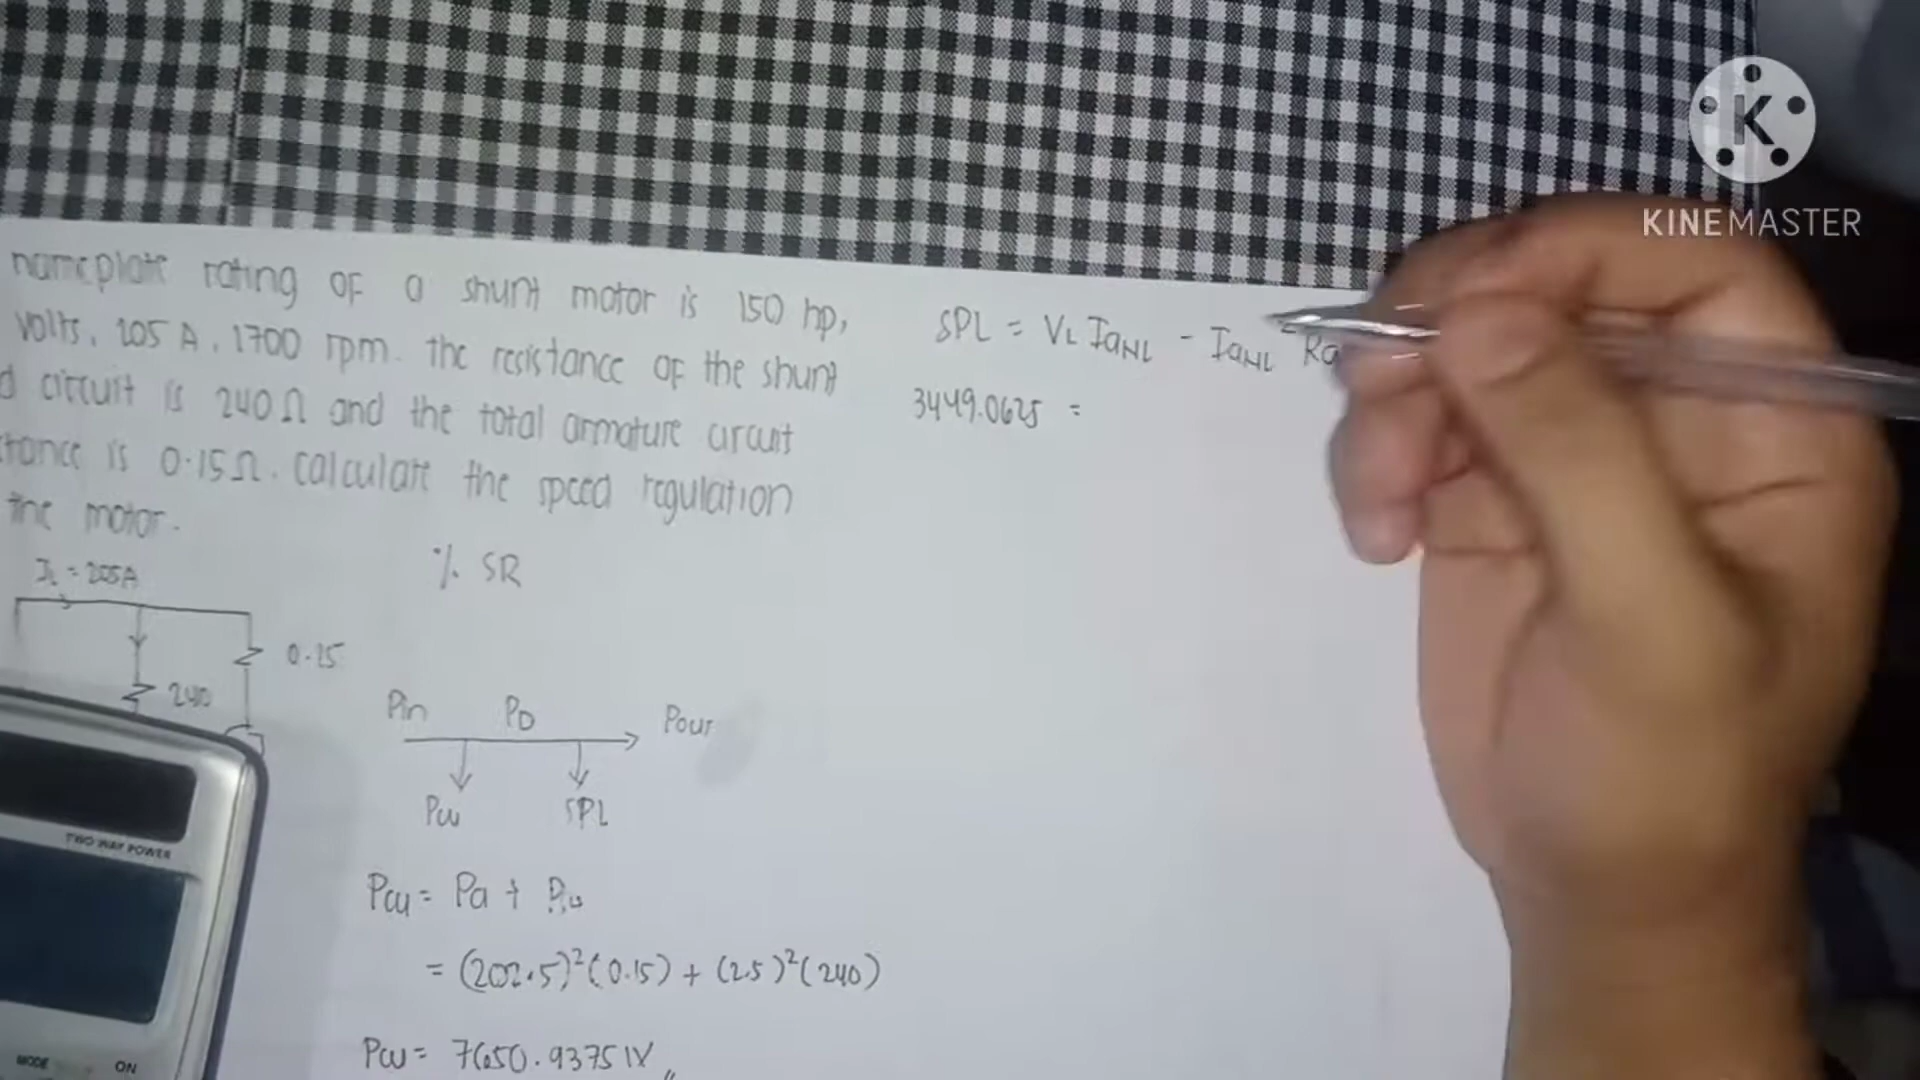 K
KINEMASTER
nameplate rating of a shunt motor is 150 hp,
volts, 205 A, 1700 rpm. the resistance of the shunt
d circuit is 240 Ω and the total armature circuit
tance is 0.15 Ω. calculate the speed regulation
the motor.
SPL = VL IaNL - IaNL² Ra
3449.0625 =
% SR
IL = 205A
0.15
240
Pin PD Pout
Pcu SPL
Pcu = Pa +
= (202.5)²(0.15) + (2.5)²(240)
Pcu = 7650.9375 W
TWO WAY POWER
MODE ON